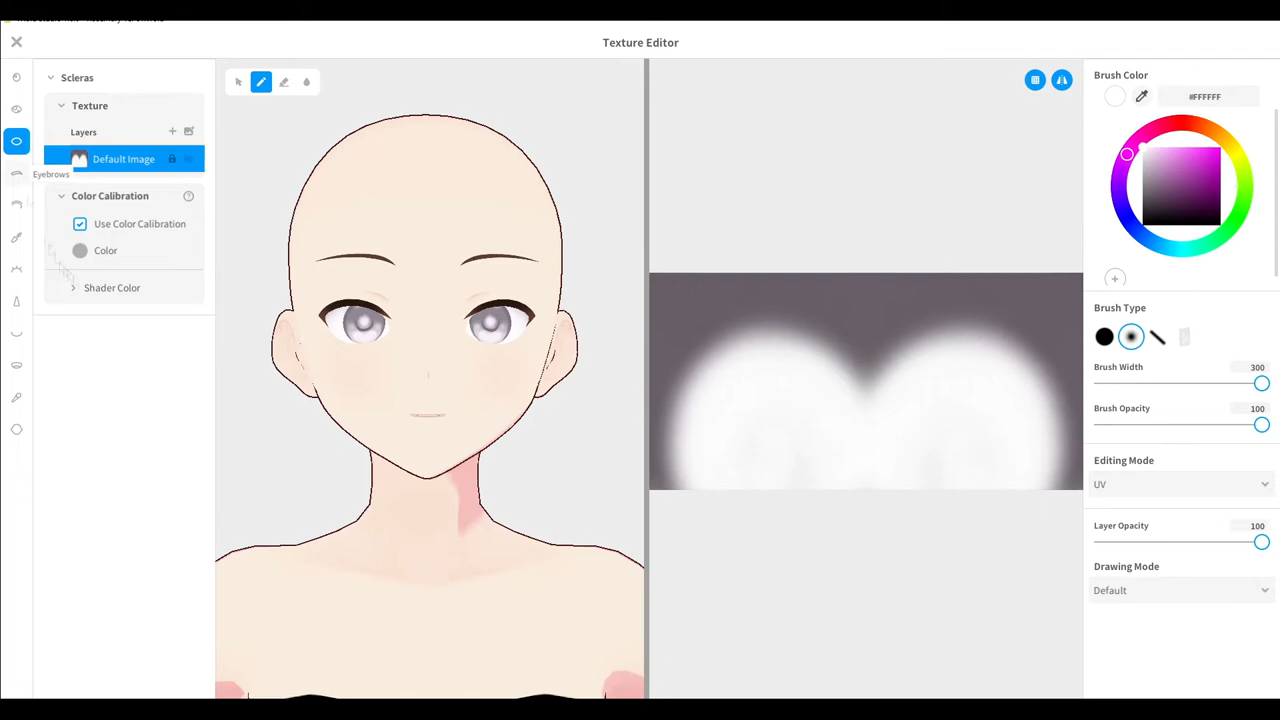 Texture Editor
Scleras
Texture
Layers
Default Image
Eyebrows
Color Calibration
Use Color Calibration
Color
Shader Color
Brush Color
#FFFFFF
Brush Type
Brush Width
300
Brush Opacity
100
Editing Mode
UV
Layer Opacity
100
Drawing Mode
Default